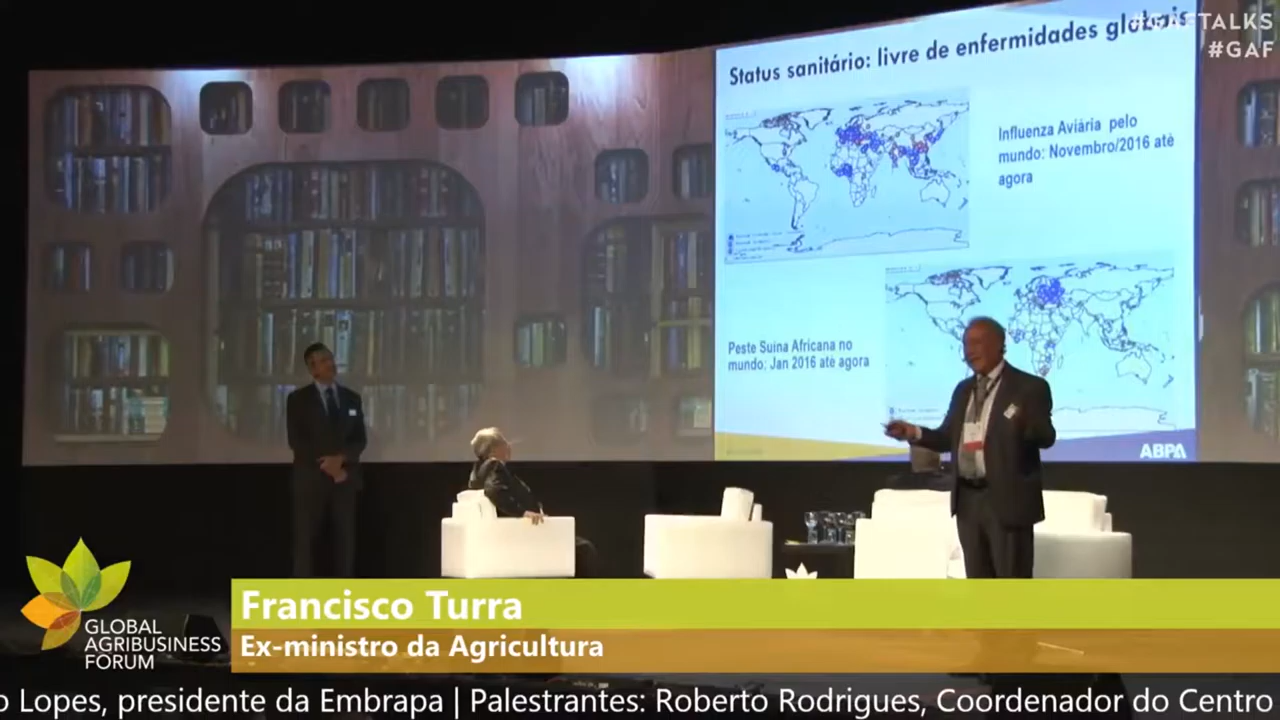 #GAFTALKS
#GAF
Status sanitário: livre de enfermidades globais
Influenza Aviária pelo
mundo: Novembro/2016 até
agora
Peste Suína Africana no
mundo: Jan 2016 até agora
ABPA
GLOBAL
AGRIBUSINESS
FORUM
Francisco Turra
Ex-ministro da Agricultura
o Lopes, presidente da Embrapa | Palestrantes: Roberto Rodrigues, Coordenador do Centro